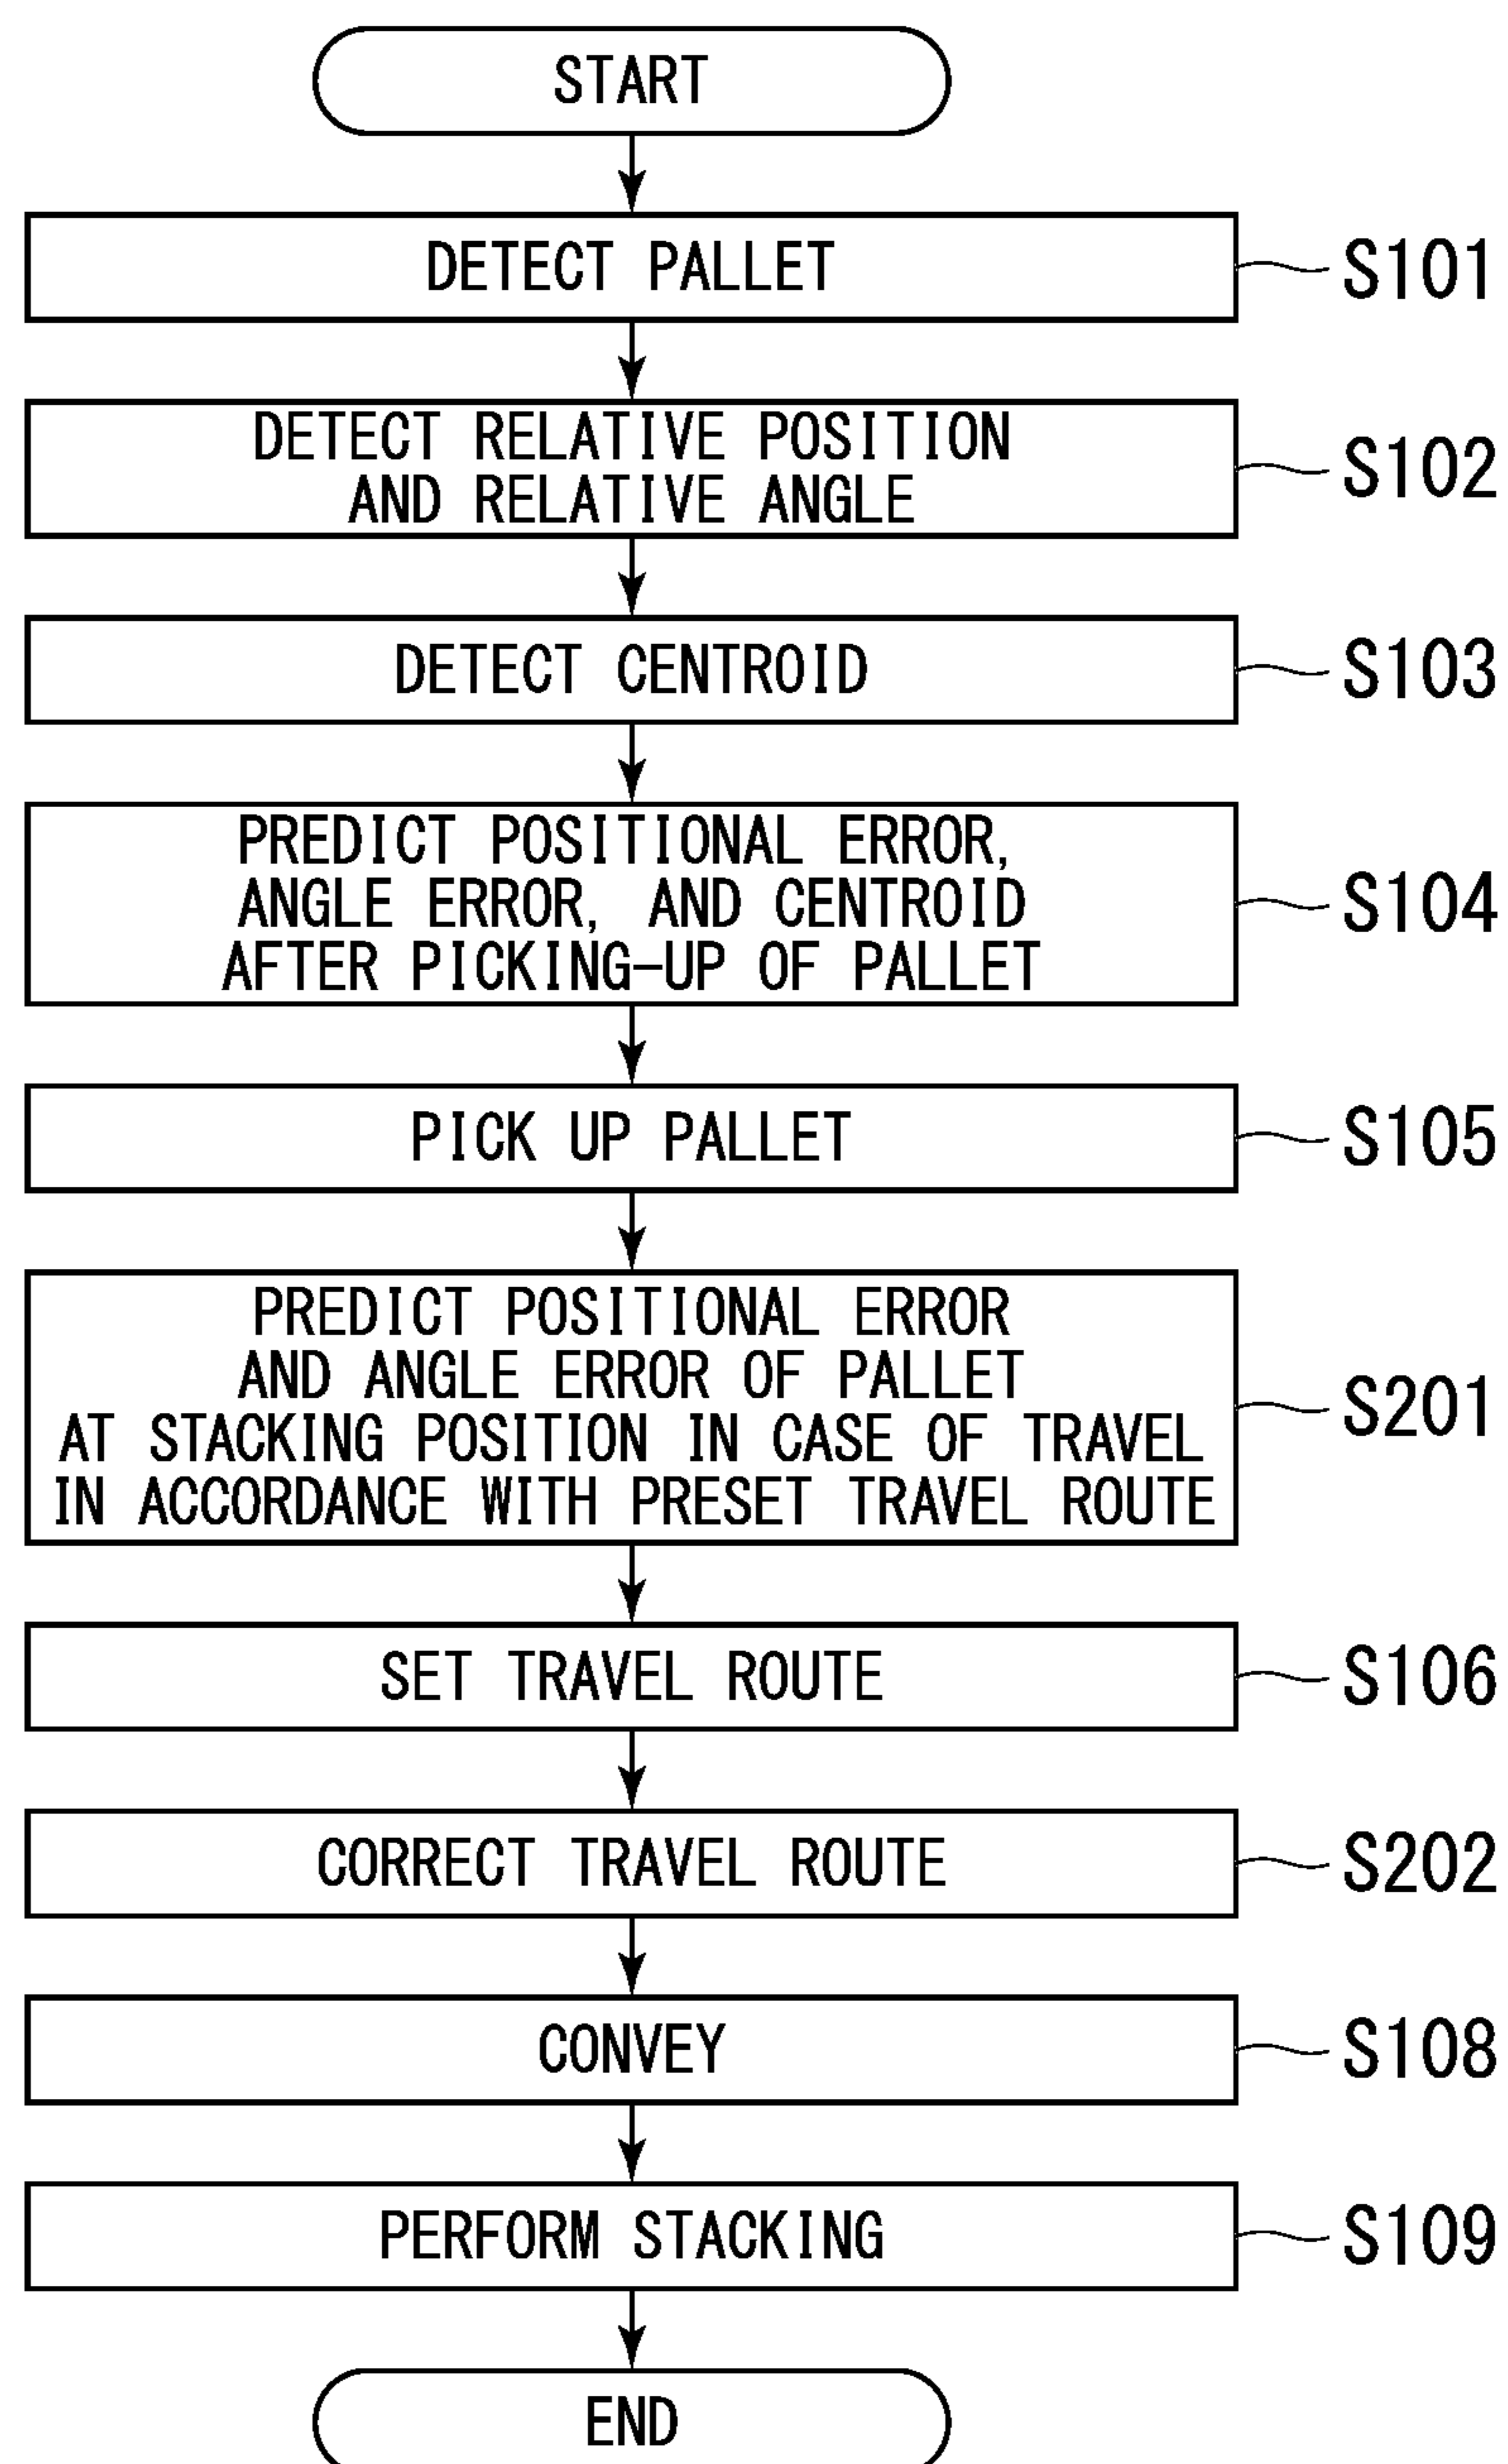 START
DETECT PALLET
S101
DETECT RELATIVE POSITION
AND RELATIVE ANGLE
S102
DETECT CENTROID
S103
PREDICT POSITIONAL ERROR,
ANGLE ERROR, AND CENTROID
AFTER PICKING-UP OF PALLET
S104
PICK UP PALLET
S105
PREDICT POSITIONAL ERROR
AND ANGLE ERROR OF PALLET
AT STACKING POSITION IN CASE OF TRAVEL
IN ACCORDANCE WITH PRESET TRAVEL ROUTE
S201
SET TRAVEL ROUTE
S106
CORRECT TRAVEL ROUTE
S202
CONVEY
S108
PERFORM STACKING
S109
END